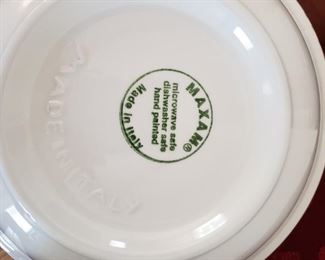 MAXAM®
microwave safe
dishwasher safe
hand painted
Made in Italy
MADE IN ITALY